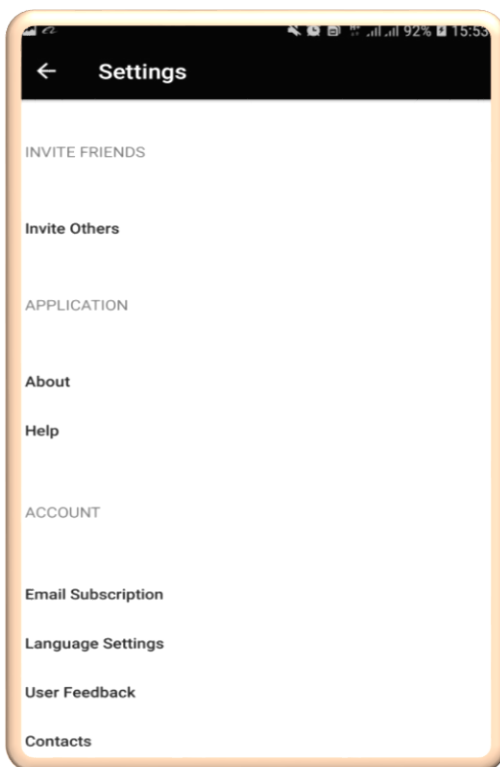 92% 15:53
Settings
INVITE FRIENDS
Invite Others
APPLICATION
About
Help
ACCOUNT
Email Subscription
Language Settings
User Feedback
Contacts